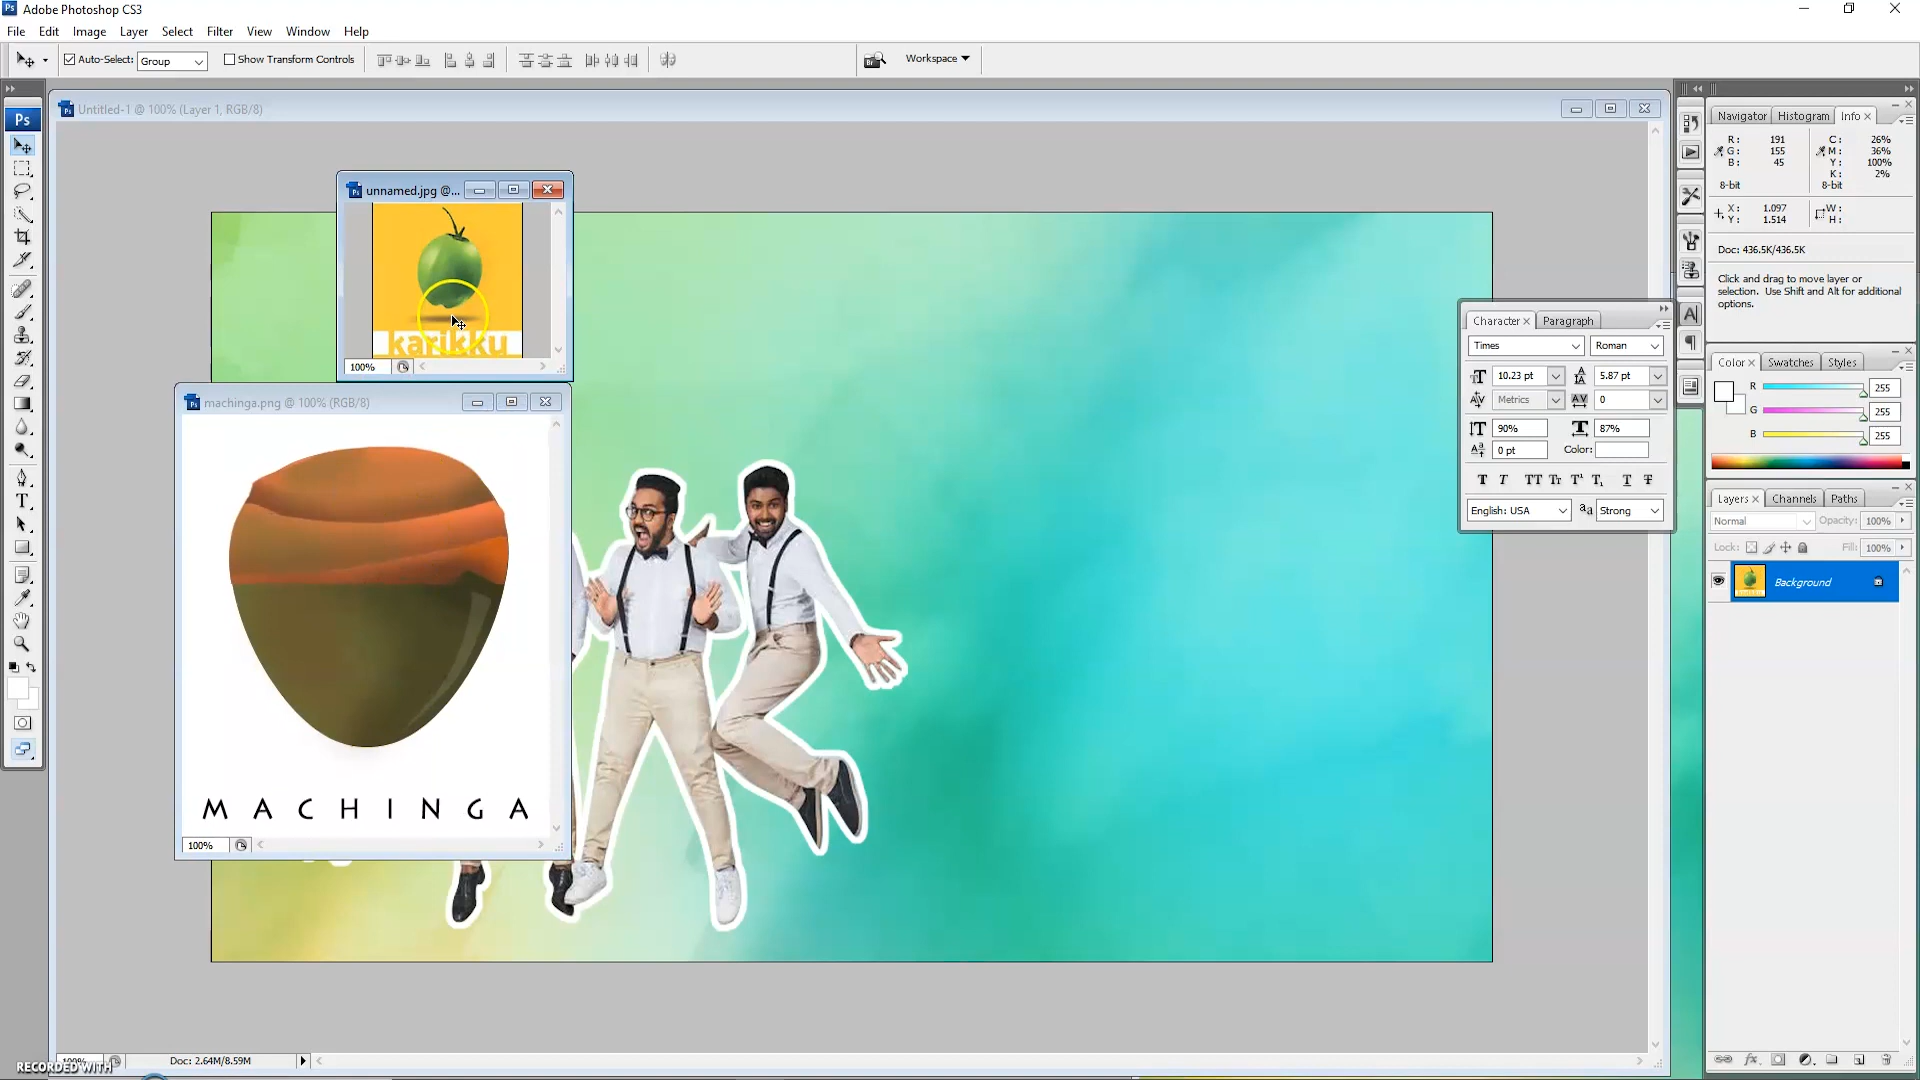 Adobe Photoshop CS3
File Edit Image Layer Select Filter View Window Help
Auto-Select: Group Show Transform Controls Workspace
Untitled-1 @ 100% (Layer 1, RGB/8)
Ps
unnamed.jpg @...
karikku
100%
machinga.png @ 100% (RGB/8)
MACHINGA
100%
Doc: 2.64M/8.59M
RECORDED WITH
Navigator Histogram Info
R: 191 C: 26%
G: 155 M: 36%
B: 45 Y: 100%
K: 2%
8-bit 8-bit
X: 1.097 W:
Y: 1.514 H:
Doc: 436.5K/436.5K
Click and drag to move layer or
selection. Use Shift and Alt for additional
options.
Character Paragraph
Times Roman
10.23 pt 5.87 pt
Metrics 0
90% 87%
0 pt Color:
T T TT Tr T¹ T, T T
English: USA aa Strong
Color Swatches Styles
R 255
G 255
B 255
Layers Channels Paths
Normal Opacity: 100%
Lock: Fill: 100%
Background